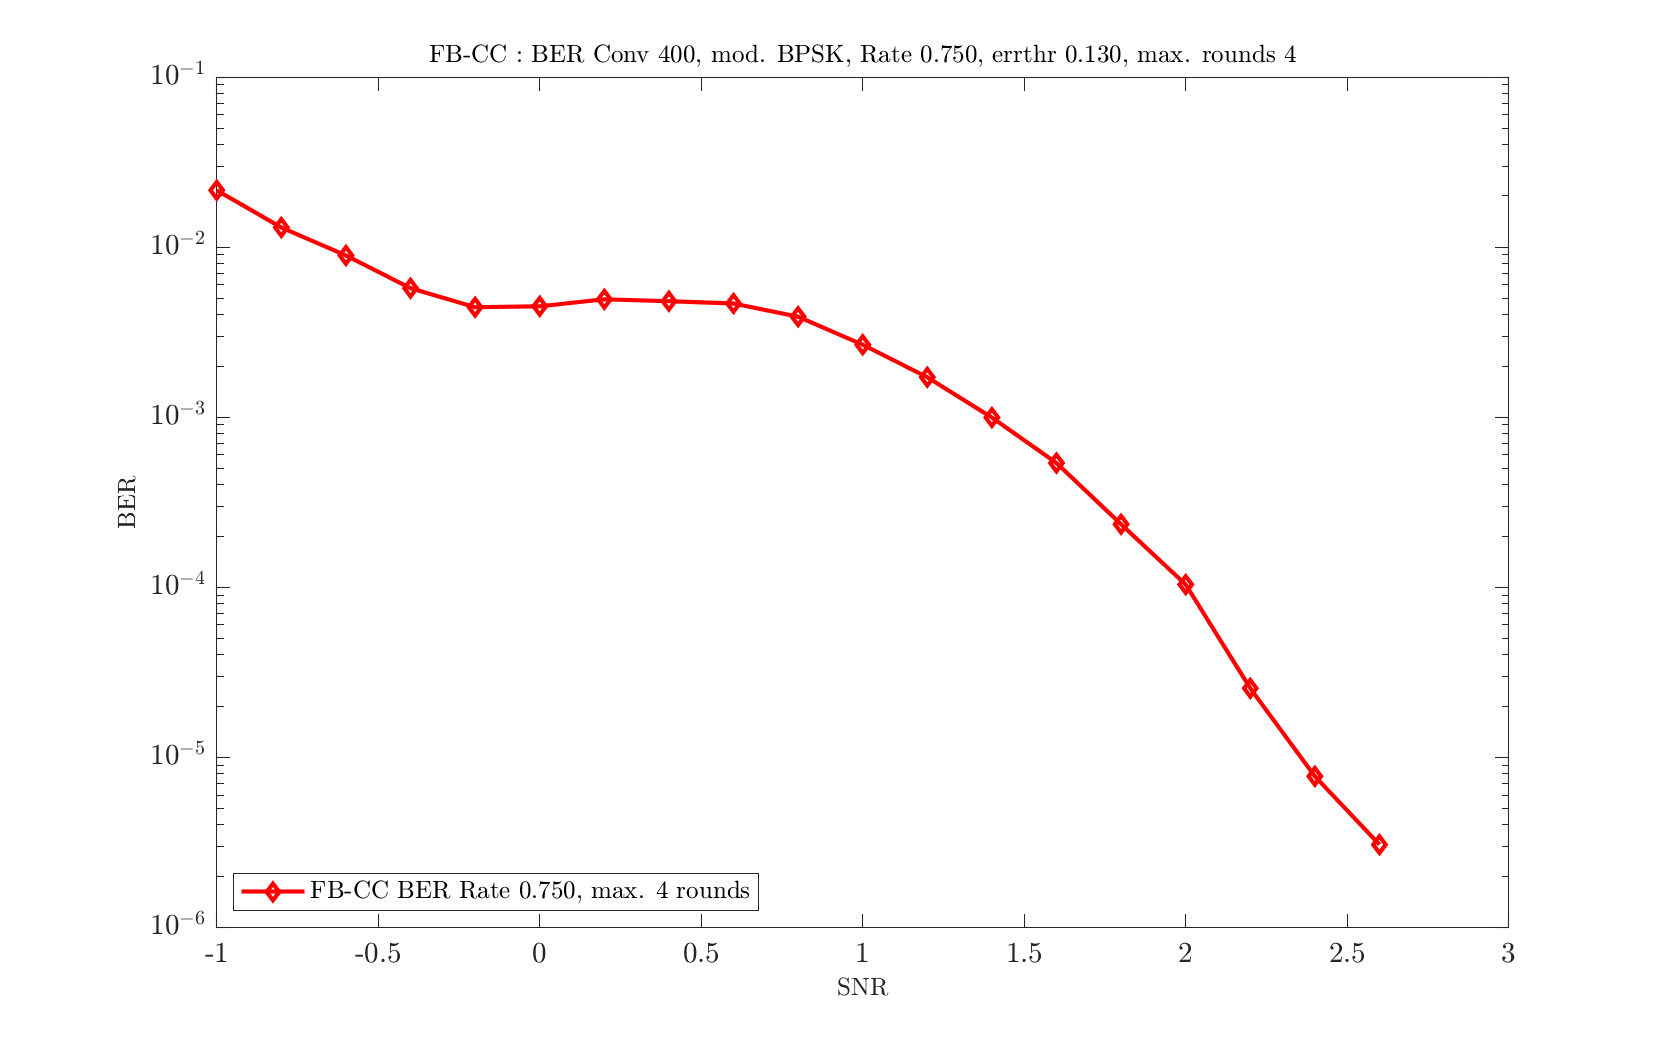 FB-CC : BER Conv 400, mod. BPSK, Rate 0.750, errthr 0.130, max. rounds 4
10^{-1}
10^{-2}
10^{-3}
10^{-4}
10^{-5}
10^{-6}
BER
FB-CC BER Rate 0.750, max. 4 rounds
-1 -0.5 0 0.5 1 1.5 2 2.5 3
SNR